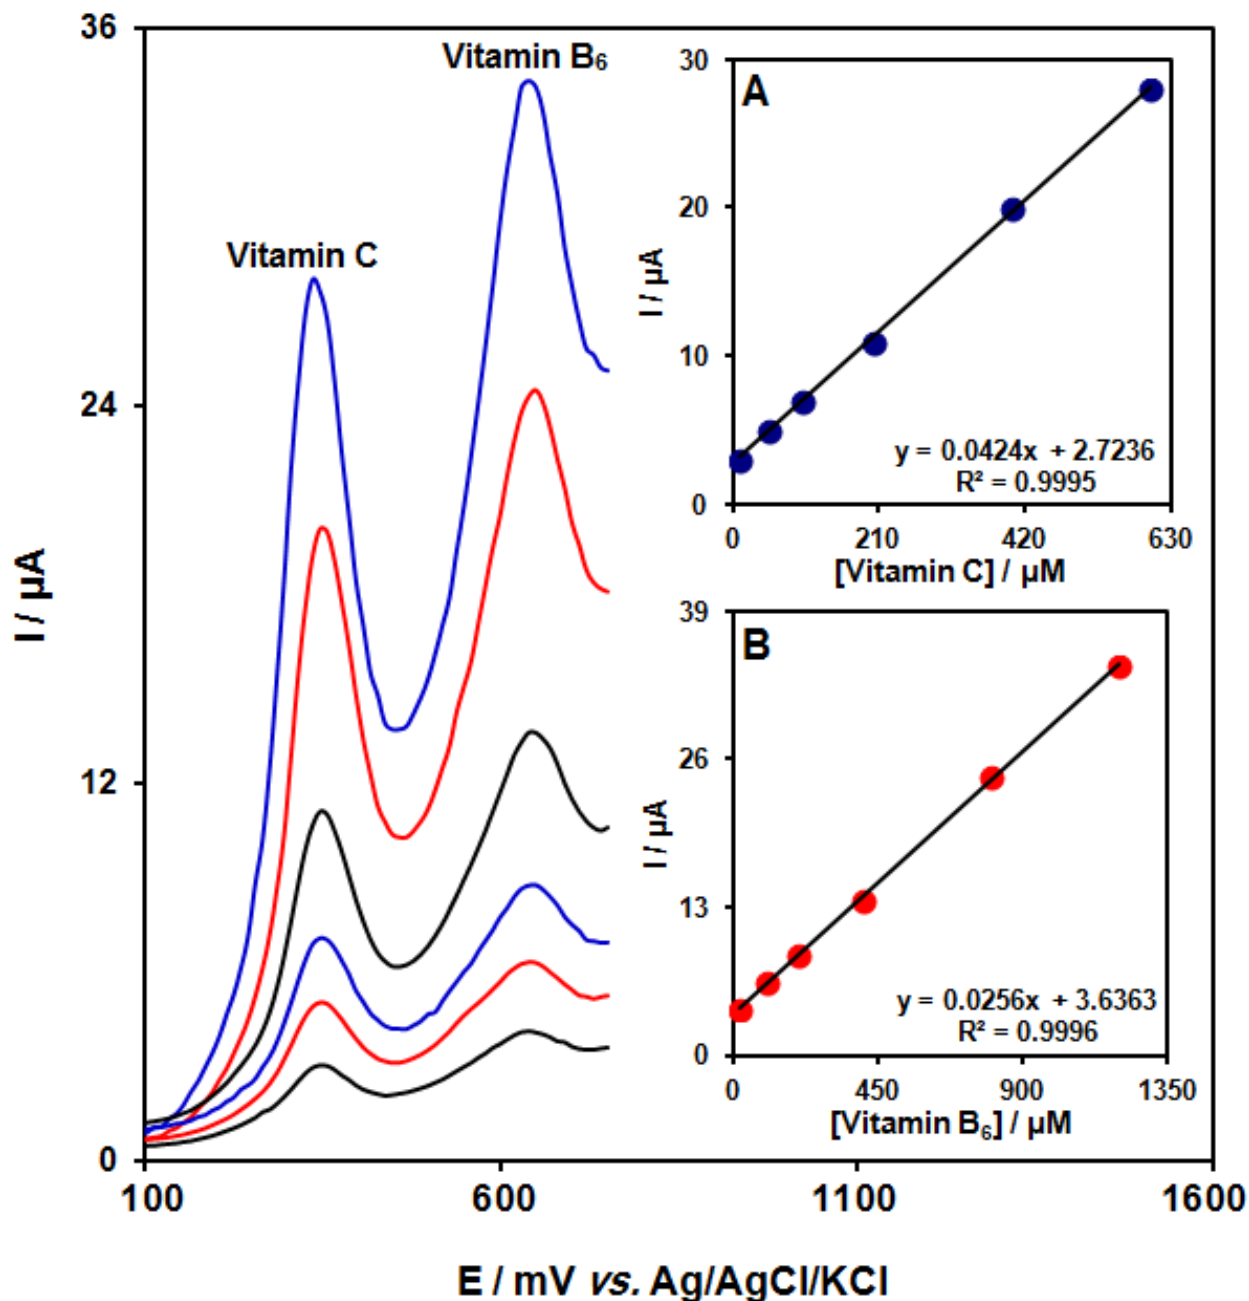 36
24
12
0
I / µA
100
600
1100
1600
E / mV vs. Ag/AgCl/KCl
Vitamin C
Vitamin B₆
A
30
20
10
0
I / µA
0
210
420
630
[Vitamin C] / µM
y = 0.0424x + 2.7236
R² = 0.9995
B
39
26
13
0
I / µA
0
450
900
1350
[Vitamin B₆] / µM
y = 0.0256x + 3.6363
R² = 0.9996